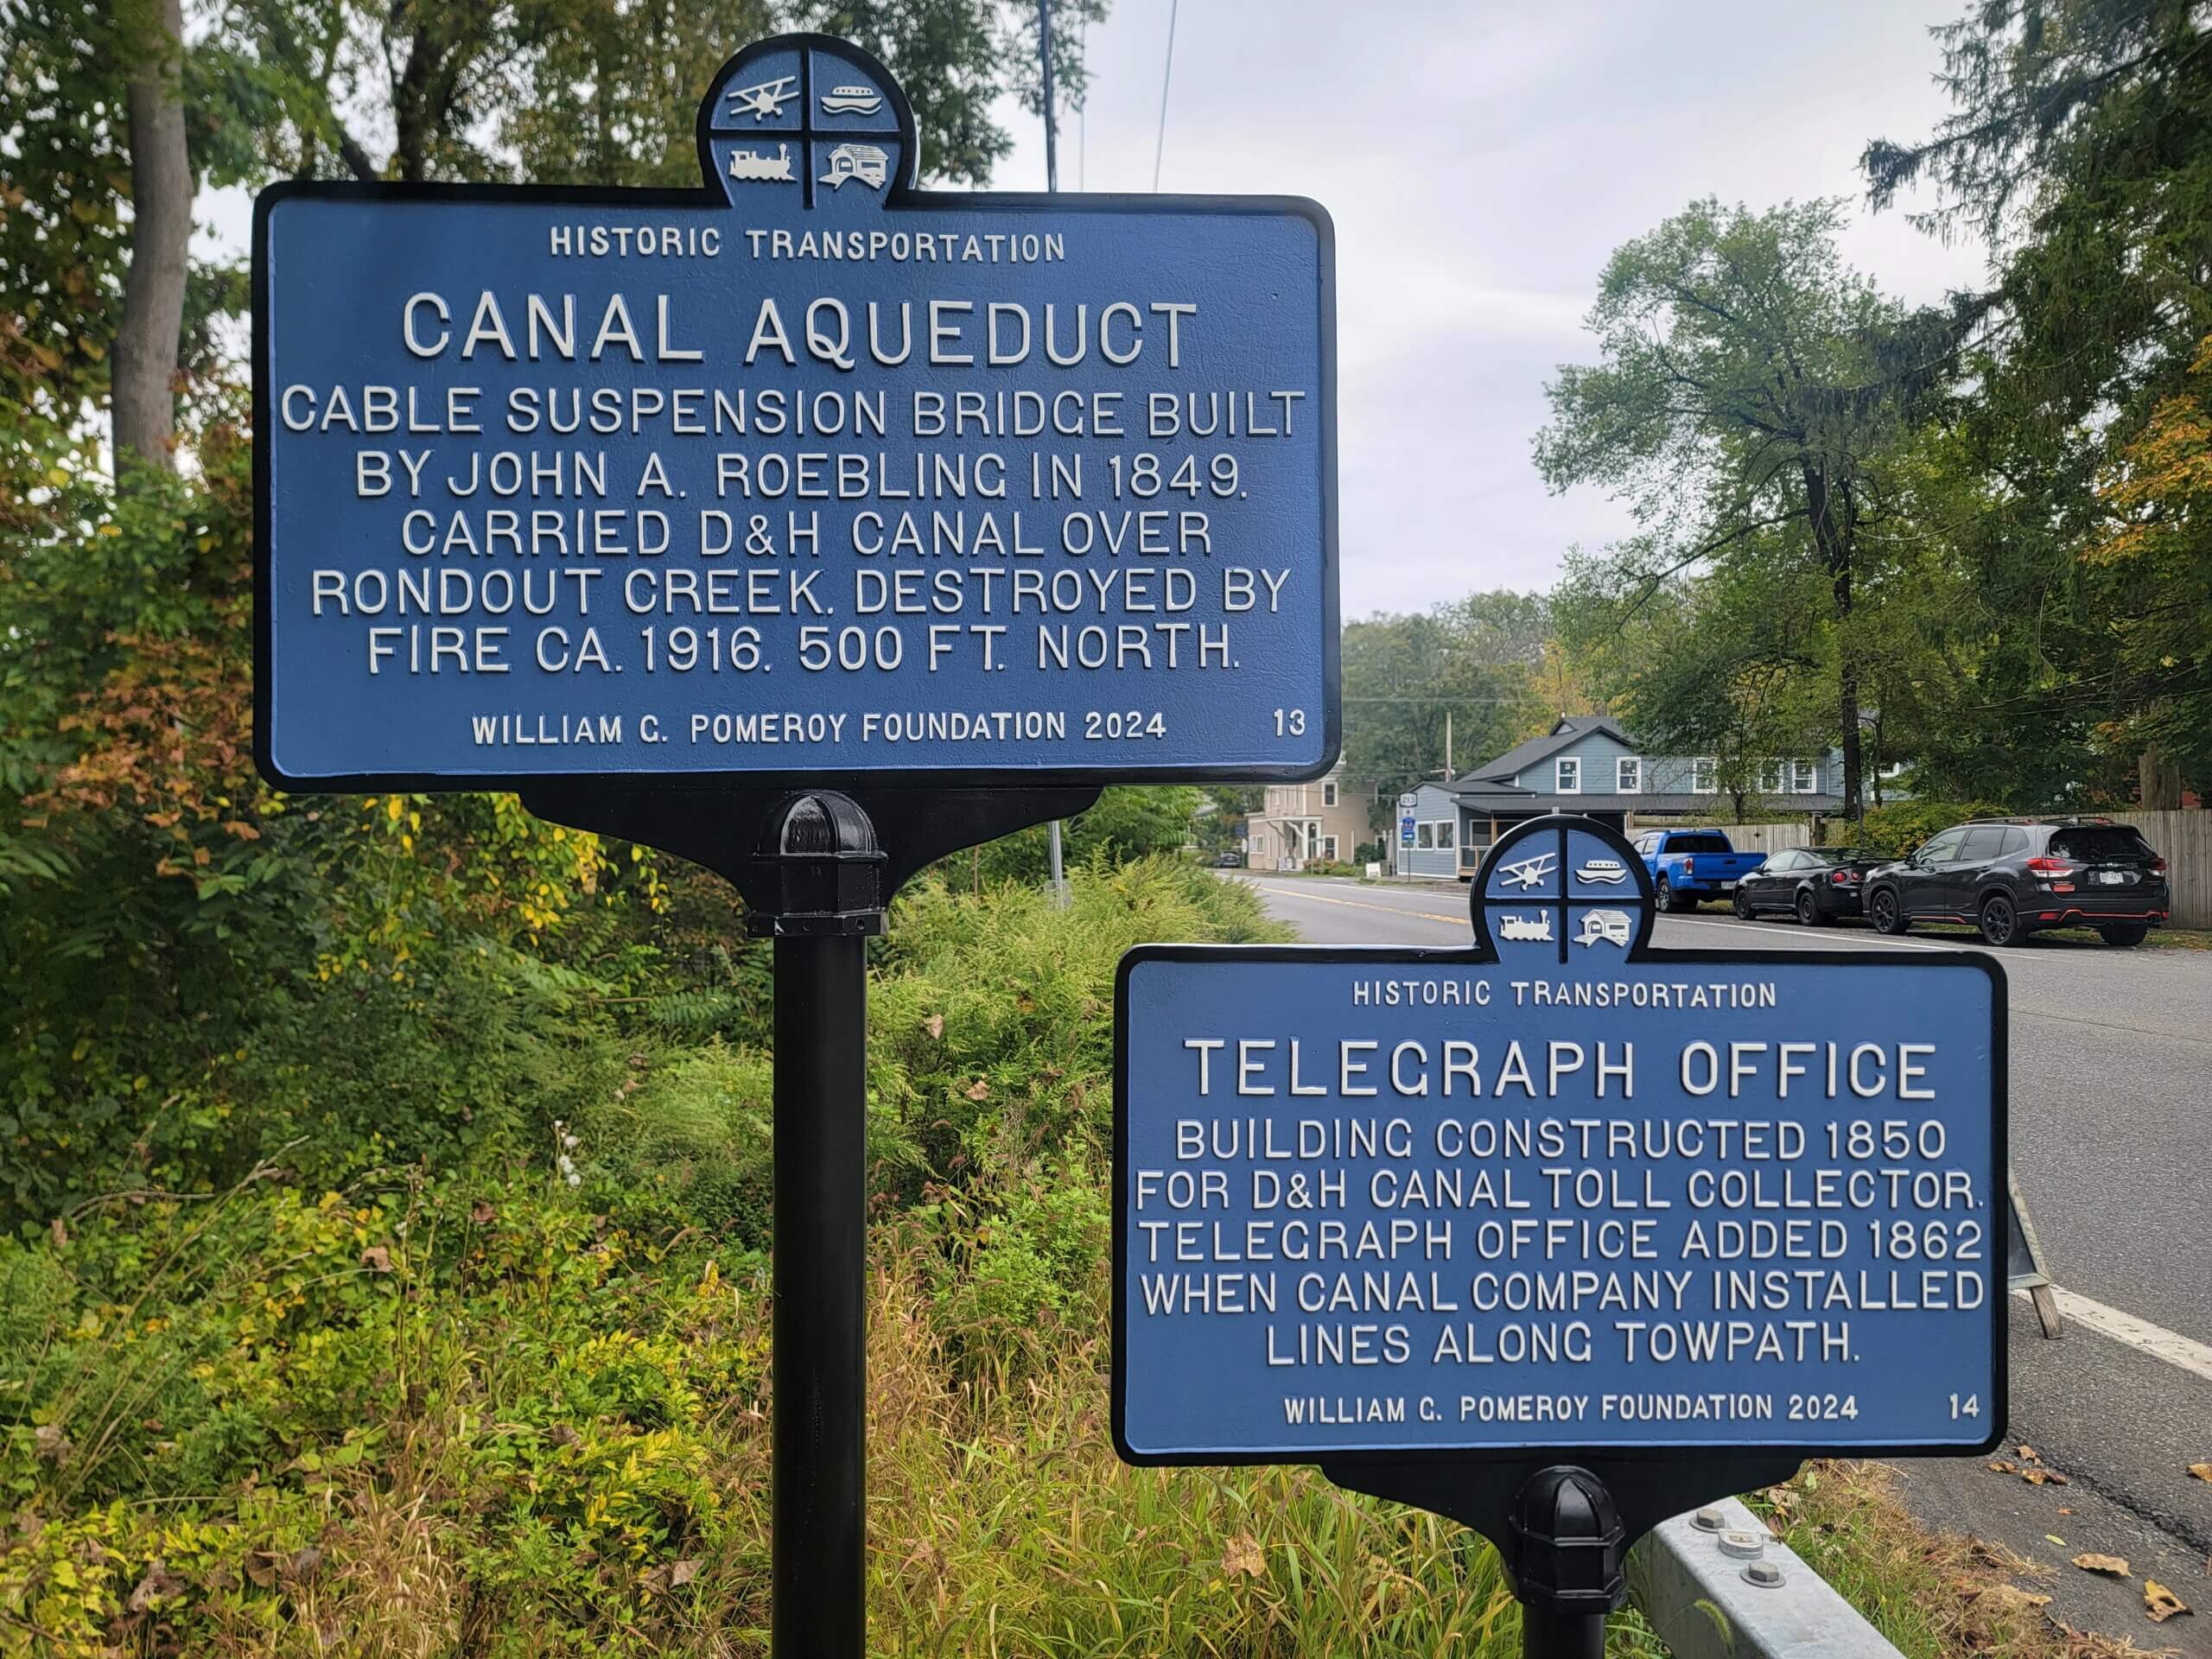 HISTORIC TRANSPORTATION
CANAL AQUEDUCT
CABLE SUSPENSION BRIDGE BUILT
BY JOHN A. ROEBLING IN 1849.
CARRIED D&H CANAL OVER
RONDOUT CREEK. DESTROYED BY
FIRE CA. 1916. 500 FT. NORTH.
WILLIAM G. POMEROY FOUNDATION 2024 13
HISTORIC TRANSPORTATION
TELEGRAPH OFFICE
BUILDING CONSTRUCTED 1850
FOR D&H CANAL TOLL COLLECTOR.
TELEGRAPH OFFICE ADDED 1862
WHEN CANAL COMPANY INSTALLED
LINES ALONG TOWPATH.
WILLIAM G. POMEROY FOUNDATION 2024 14
213